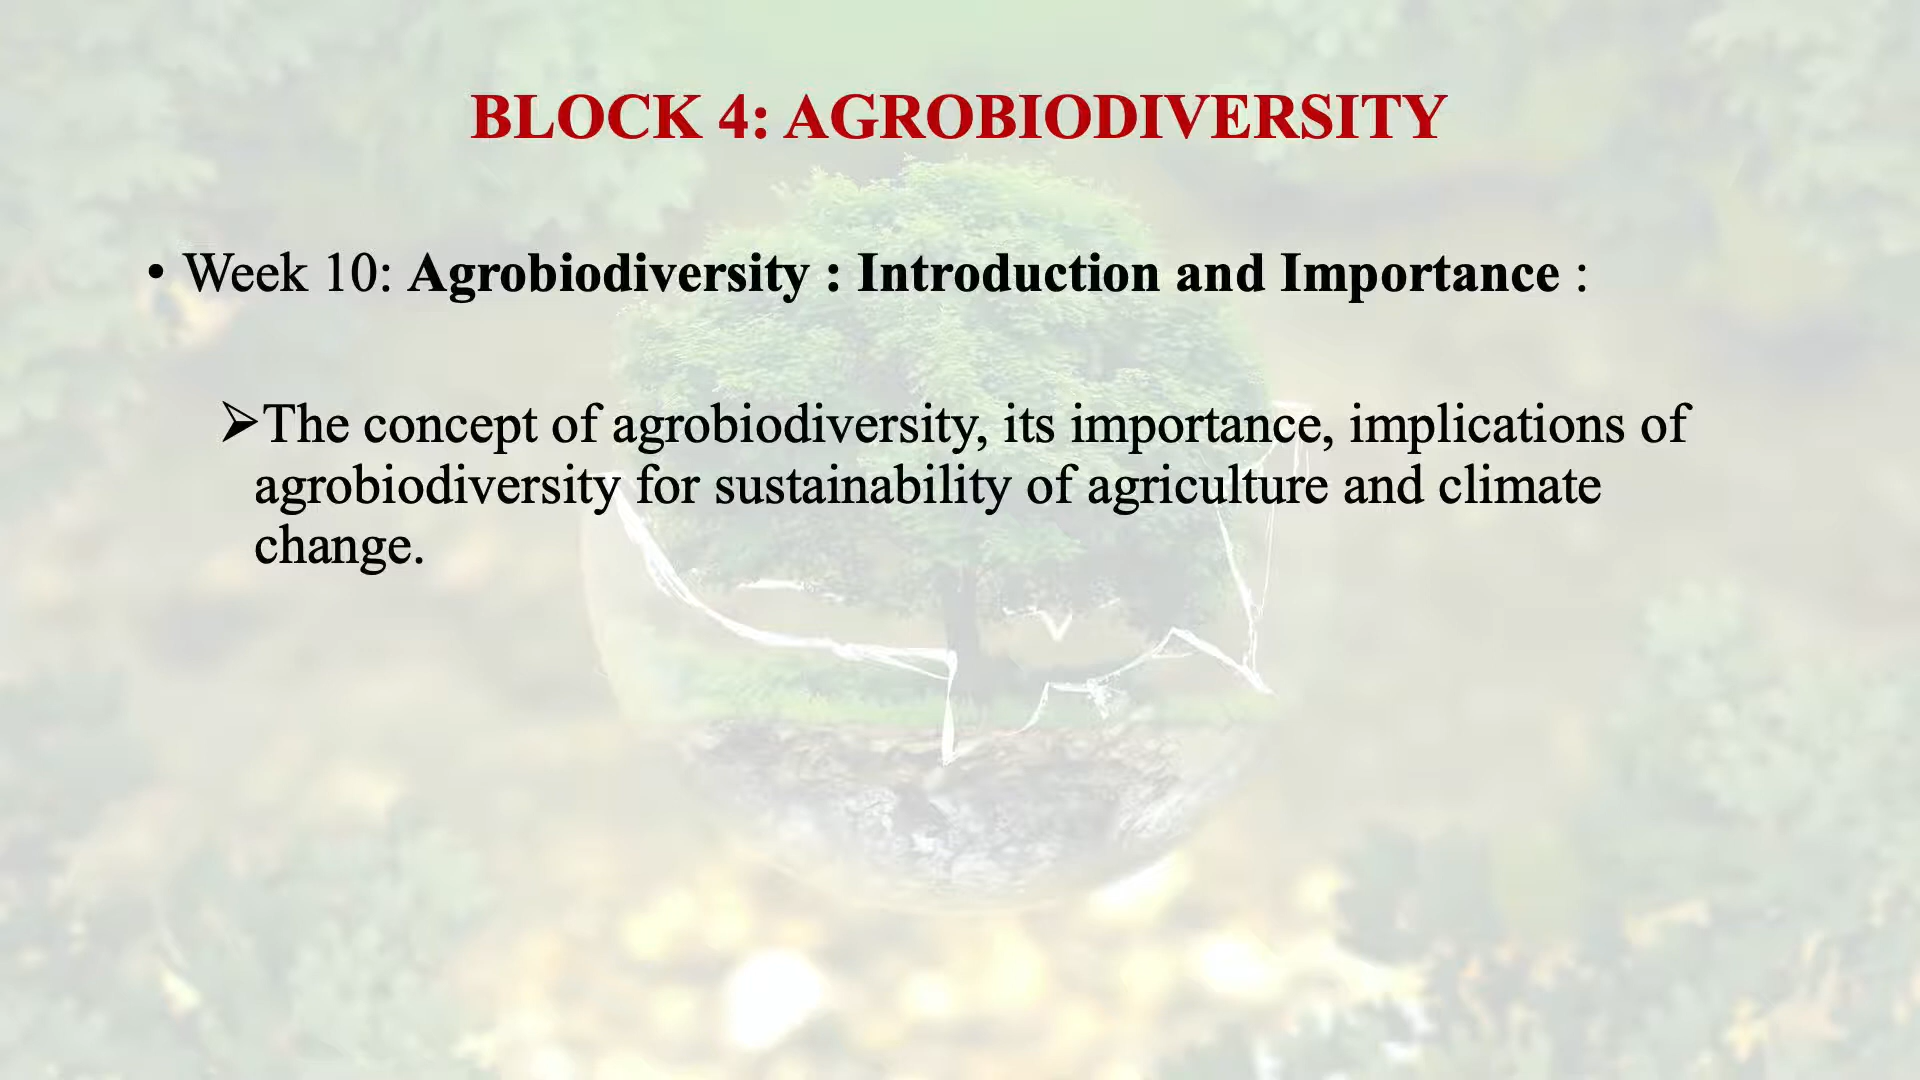 BLOCK 4: AGROBIODIVERSITY
• Week 10: Agrobiodiversity : Introduction and Importance :
➢The concept of agrobiodiversity, its importance, implications of
agrobiodiversity for sustainability of agriculture and climate
change.